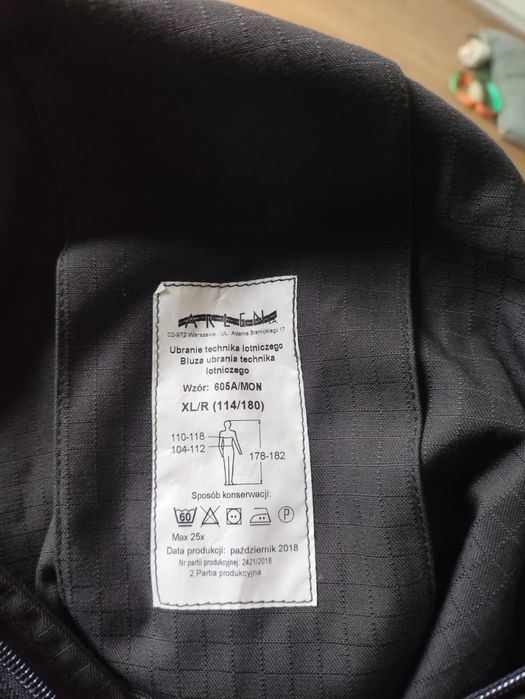 ARLEN S.A.
02-972 Warszawa , UL. Adama Branickiego 17
Ubranie technika lotniczego
Bluza ubrania technika
lotniczego
Wzór: 605A/MON
XL/R (114/180)
110-118
104-112
178-182
Sposób konserwacji:
60
P
Max 25x
Data produkcji: październik 2018
Nr partii produkcyjnej: 2421/2018
2 Partia produkcyjna